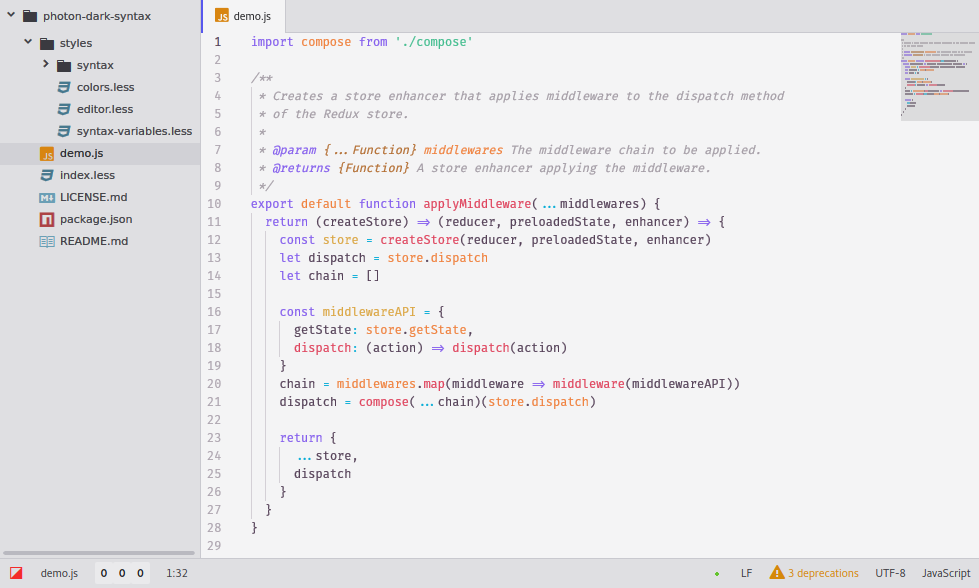 photon-dark-syntax
styles
syntax
colors.less
editor.less
syntax-variables.less
demo.js
index.less
LICENSE.md
package.json
README.md
demo.js
1 import compose from './compose'
2
3 /**
4 * Creates a store enhancer that applies middleware to the dispatch method
5 * of the Redux store.
6 *
7 * @param {...Function} middlewares The middleware chain to be applied.
8 * @returns {Function} A store enhancer applying the middleware.
9 */
10 export default function applyMiddleware(...middlewares) {
11 return (createStore) => (reducer, preloadedState, enhancer) => {
12 const store = createStore(reducer, preloadedState, enhancer)
13 let dispatch = store.dispatch
14 let chain = []
15
16 const middlewareAPI = {
17 getState: store.getState,
18 dispatch: (action) => dispatch(action)
19 }
20 chain = middlewares.map(middleware => middleware(middlewareAPI))
21 dispatch = compose(...chain)(store.dispatch)
22
23 return {
24 ...store,
25 dispatch
26 }
27 }
28 }
29
demo.js 0 0 0 1:32 LF 3 deprecations UTF-8 JavaScript